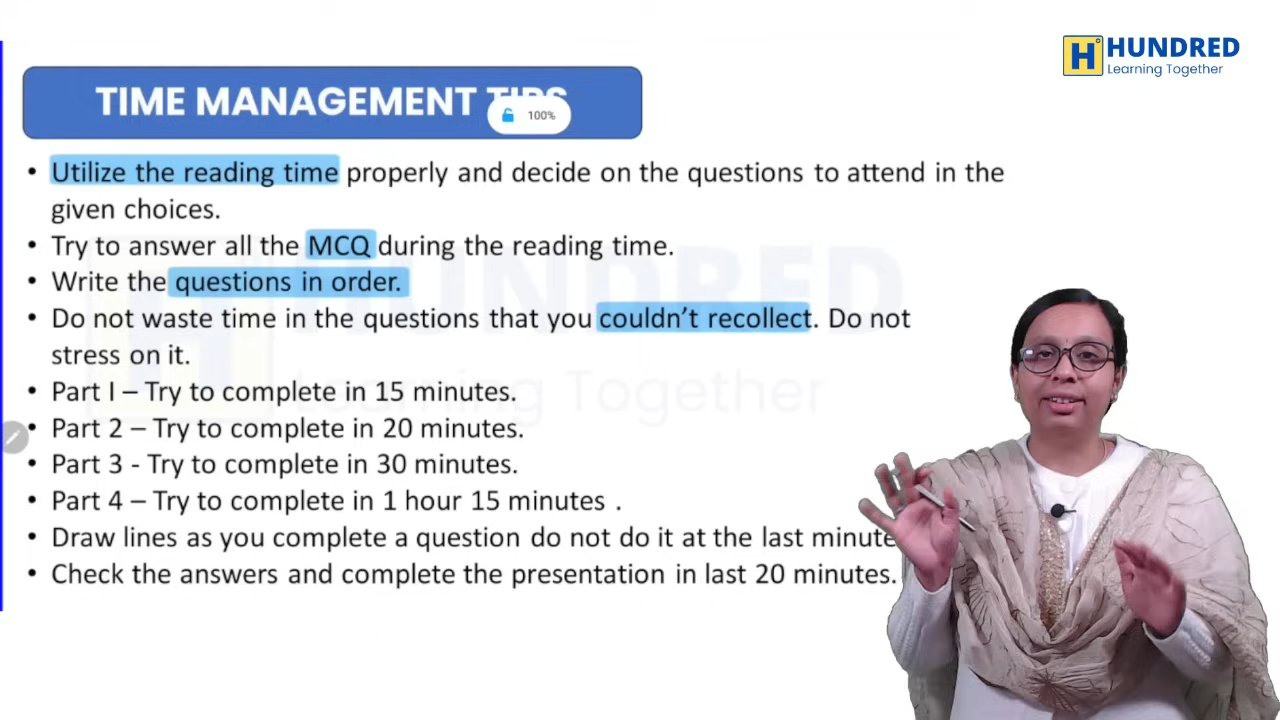 HUNDRED
Learning Together
TIME MANAGEMENT TIPS
100%
• Utilize the reading time properly and decide on the questions to attend in the
given choices.
• Try to answer all the MCQ during the reading time.
• Write the questions in order.
• Do not waste time in the questions that you couldn't recollect. Do not
stress on it.
• Part I – Try to complete in 15 minutes.
• Part 2 – Try to complete in 20 minutes.
• Part 3 - Try to complete in 30 minutes.
• Part 4 – Try to complete in 1 hour 15 minutes .
• Draw lines as you complete a question do not do it at the last minute
• Check the answers and complete the presentation in last 20 minutes.
HUNDRED
Learning Together